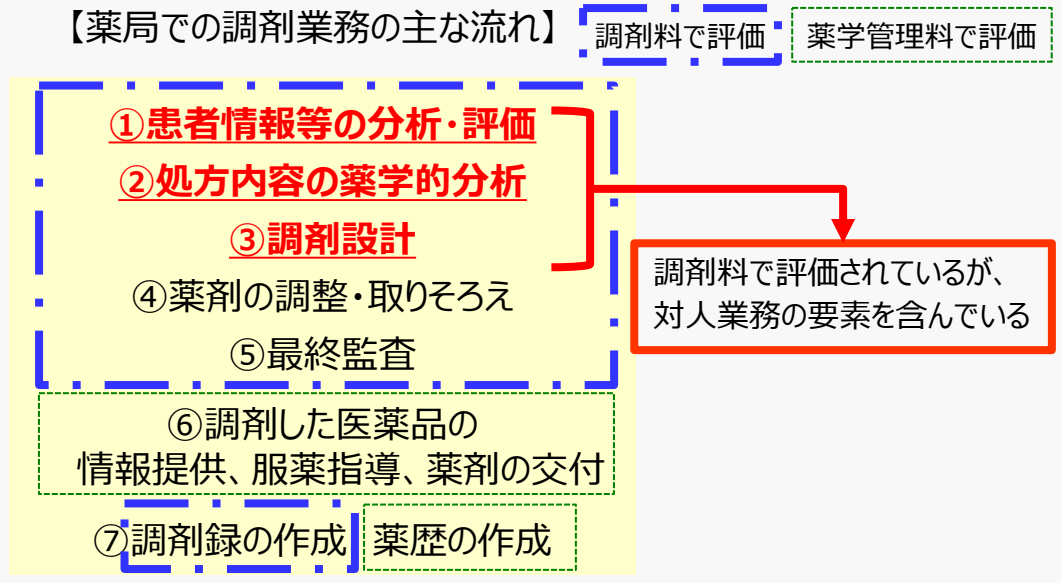 【薬局での調剤業務の主な流れ】
調剤料で評価
薬学管理料で評価
①患者情報等の分析・評価
②処方内容の薬学的分析
③調剤設計
④薬剤の調整・取りそろえ
⑤最終監査
調剤料で評価されているが、
対人業務の要素を含んでいる
⑥調剤した医薬品の
情報提供、服薬指導、薬剤の交付
⑦調剤録の作成 薬歴の作成